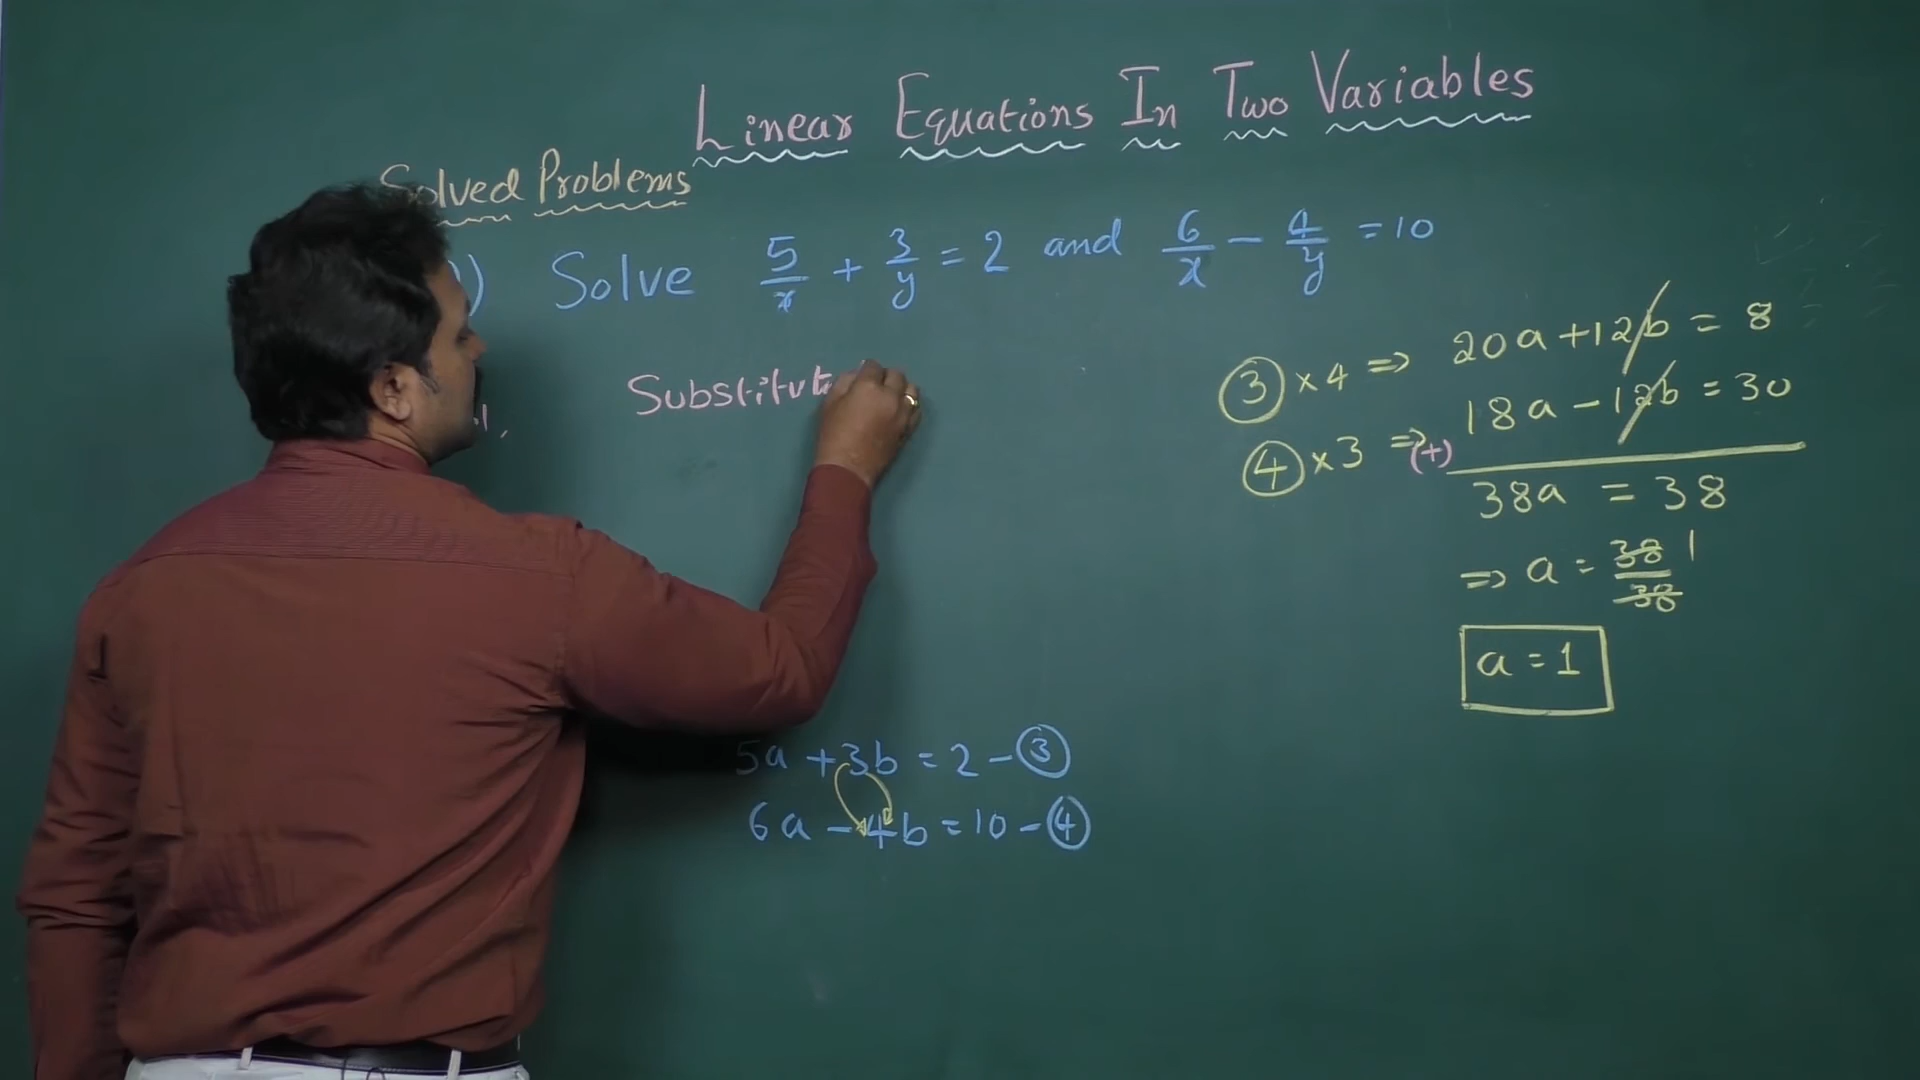 Linear Equations In Two Variables
Solved Problems
) Solve 5/x + 3/y = 2 and 6/x - 4/y = 10
Substitut
5a + 3b = 2 - ③
6a - 4b = 10 - ④
③ × 4 ⇒ 20a + 12b = 8
④ × 3 ⇒ 18a - 12b = 30
(+)
38a = 38
⇒ a = 38/38 1
a = 1